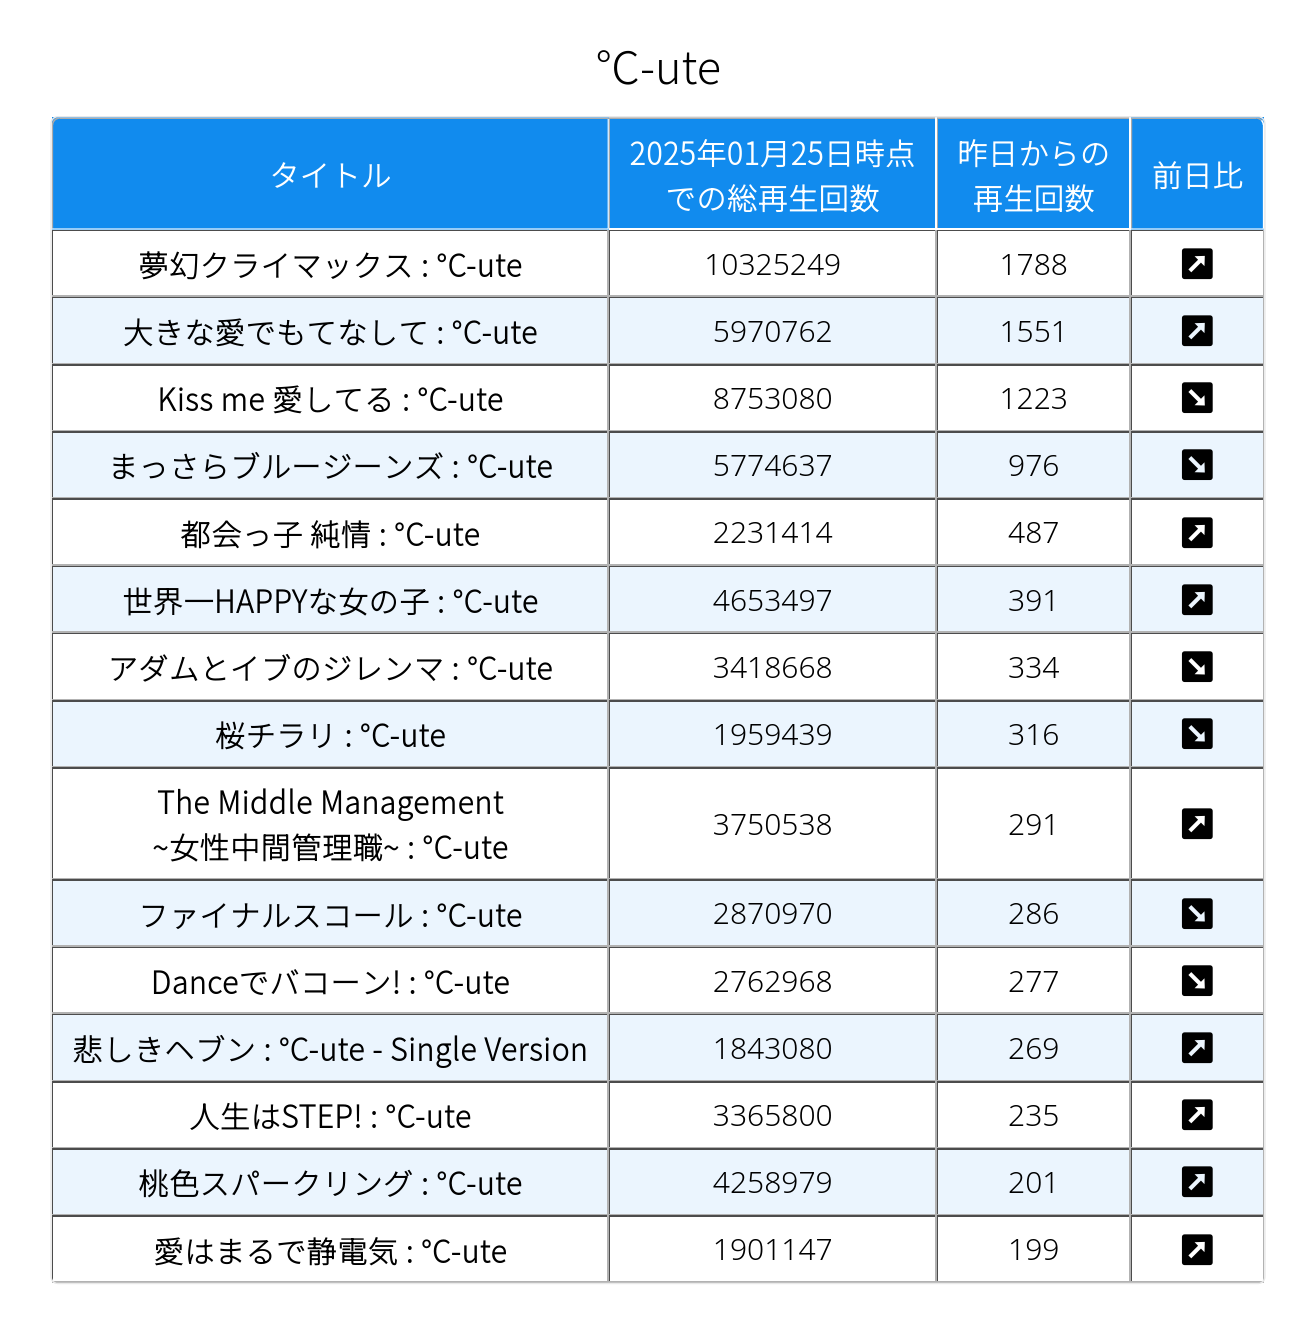 ℃-ute
タイトル
2025年01月25日時点
での総再生回数
昨日からの
再生回数
前日比
夢幻クライマックス : ℃-ute 10325249 1788
大きな愛でもてなして : ℃-ute 5970762 1551
Kiss me 愛してる : ℃-ute 8753080 1223
まっさらブルージーンズ : ℃-ute 5774637 976
都会っ子 純情 : ℃-ute 2231414 487
世界一HAPPYな女の子 : ℃-ute 4653497 391
アダムとイブのジレンマ : ℃-ute 3418668 334
桜チラリ : ℃-ute 1959439 316
The Middle Management
~女性中間管理職~ : ℃-ute 3750538 291
ファイナルスコール : ℃-ute 2870970 286
Danceでバコーン! : ℃-ute 2762968 277
悲しきヘブン : ℃-ute - Single Version 1843080 269
人生はSTEP! : ℃-ute 3365800 235
桃色スパークリング : ℃-ute 4258979 201
愛はまるで静電気 : ℃-ute 1901147 199